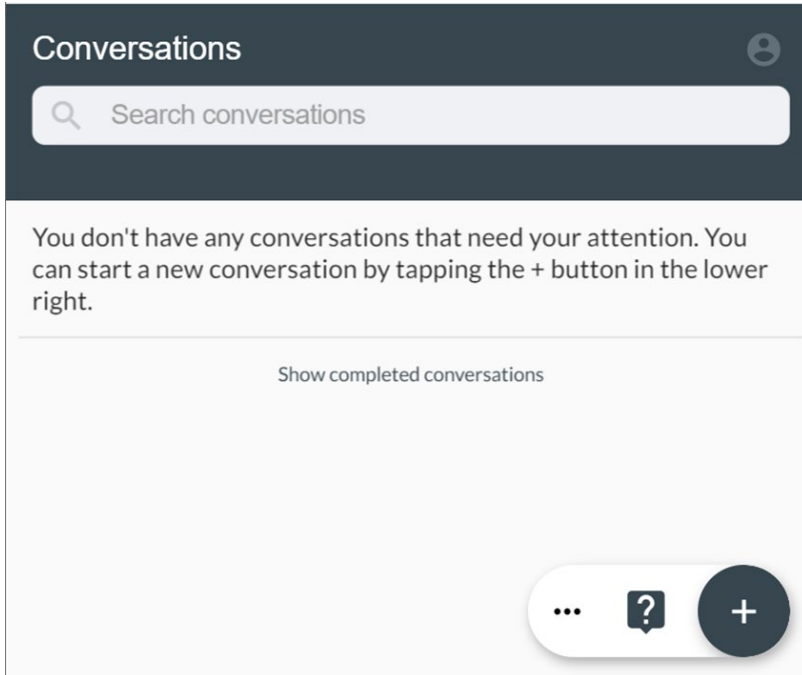 Conversations
Search conversations
You don't have any conversations that need your attention. You
can start a new conversation by tapping the + button in the lower
right.
Show completed conversations
... ? +